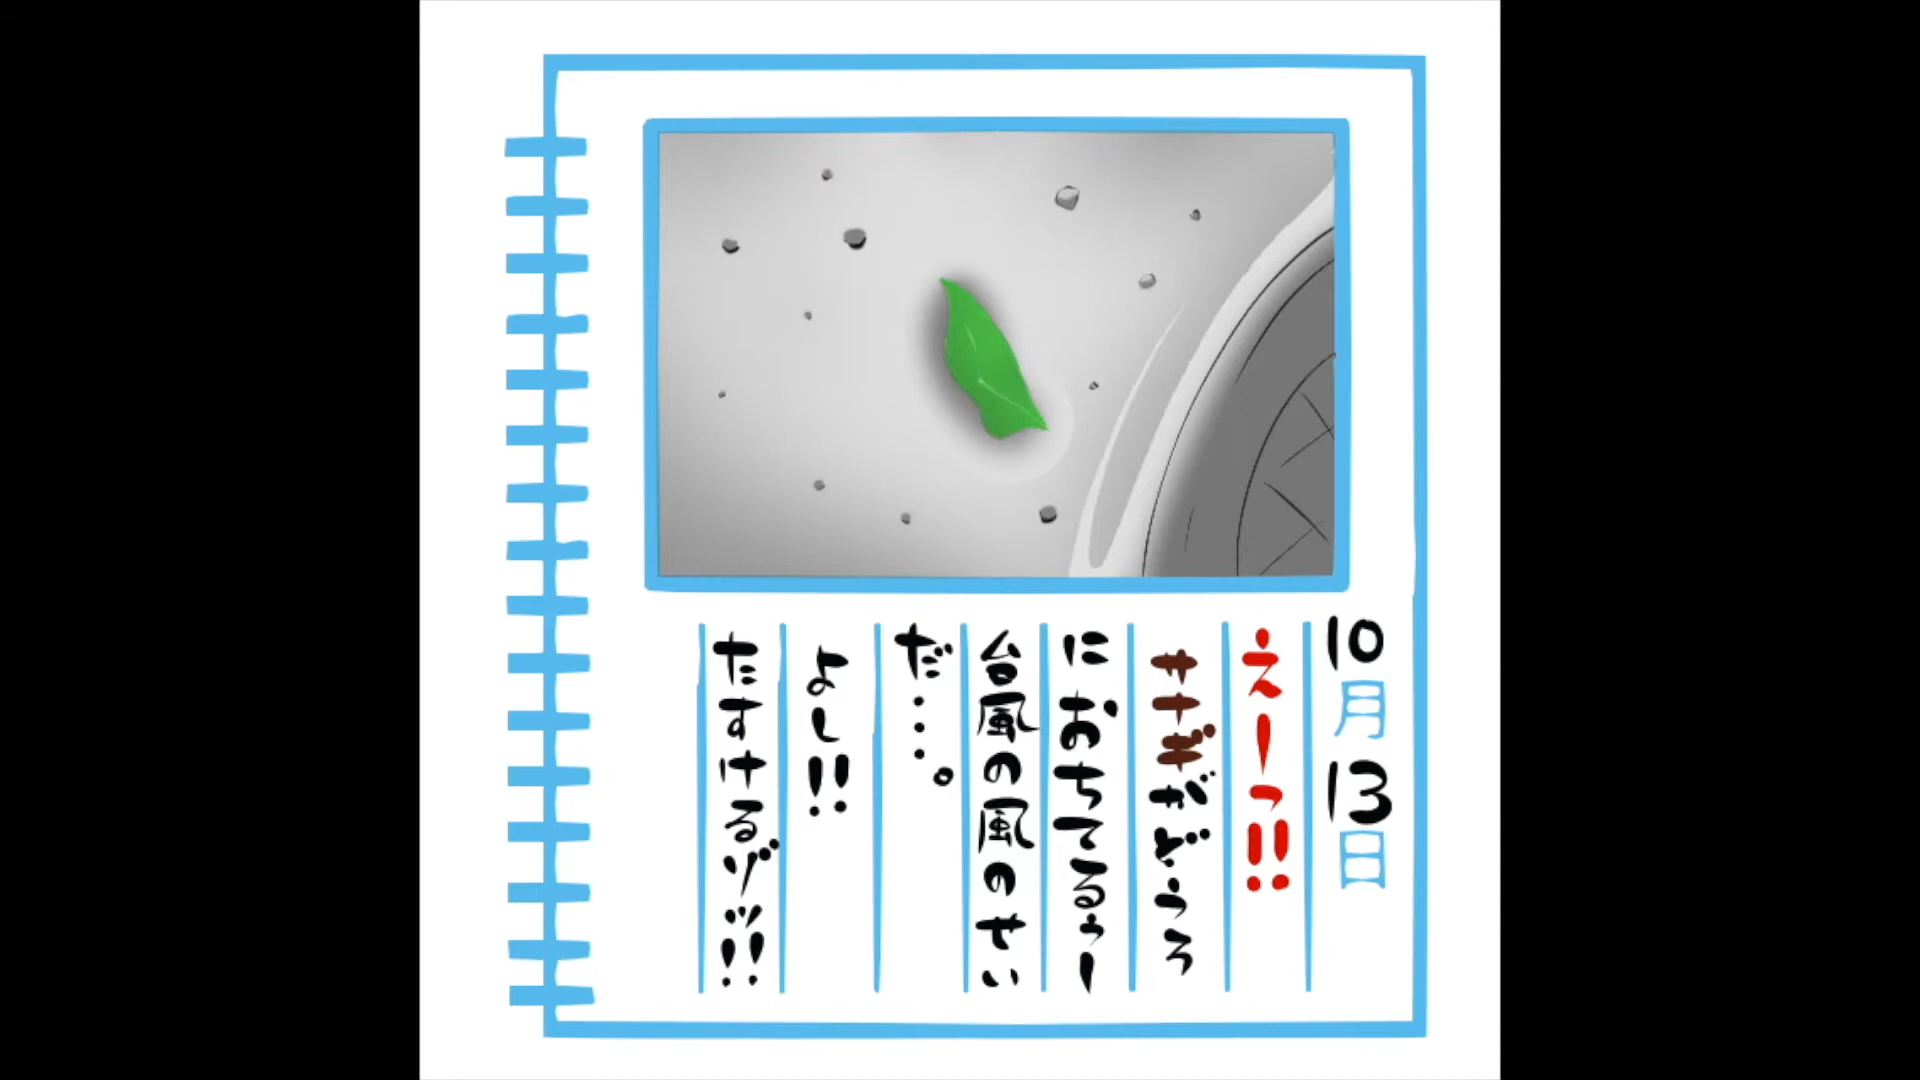 10月13日
えーっ!!
サナギがどうろ
におちてるぅー
台風の風のせい
だ・・・。
よし!!
たすけるゾッ!!